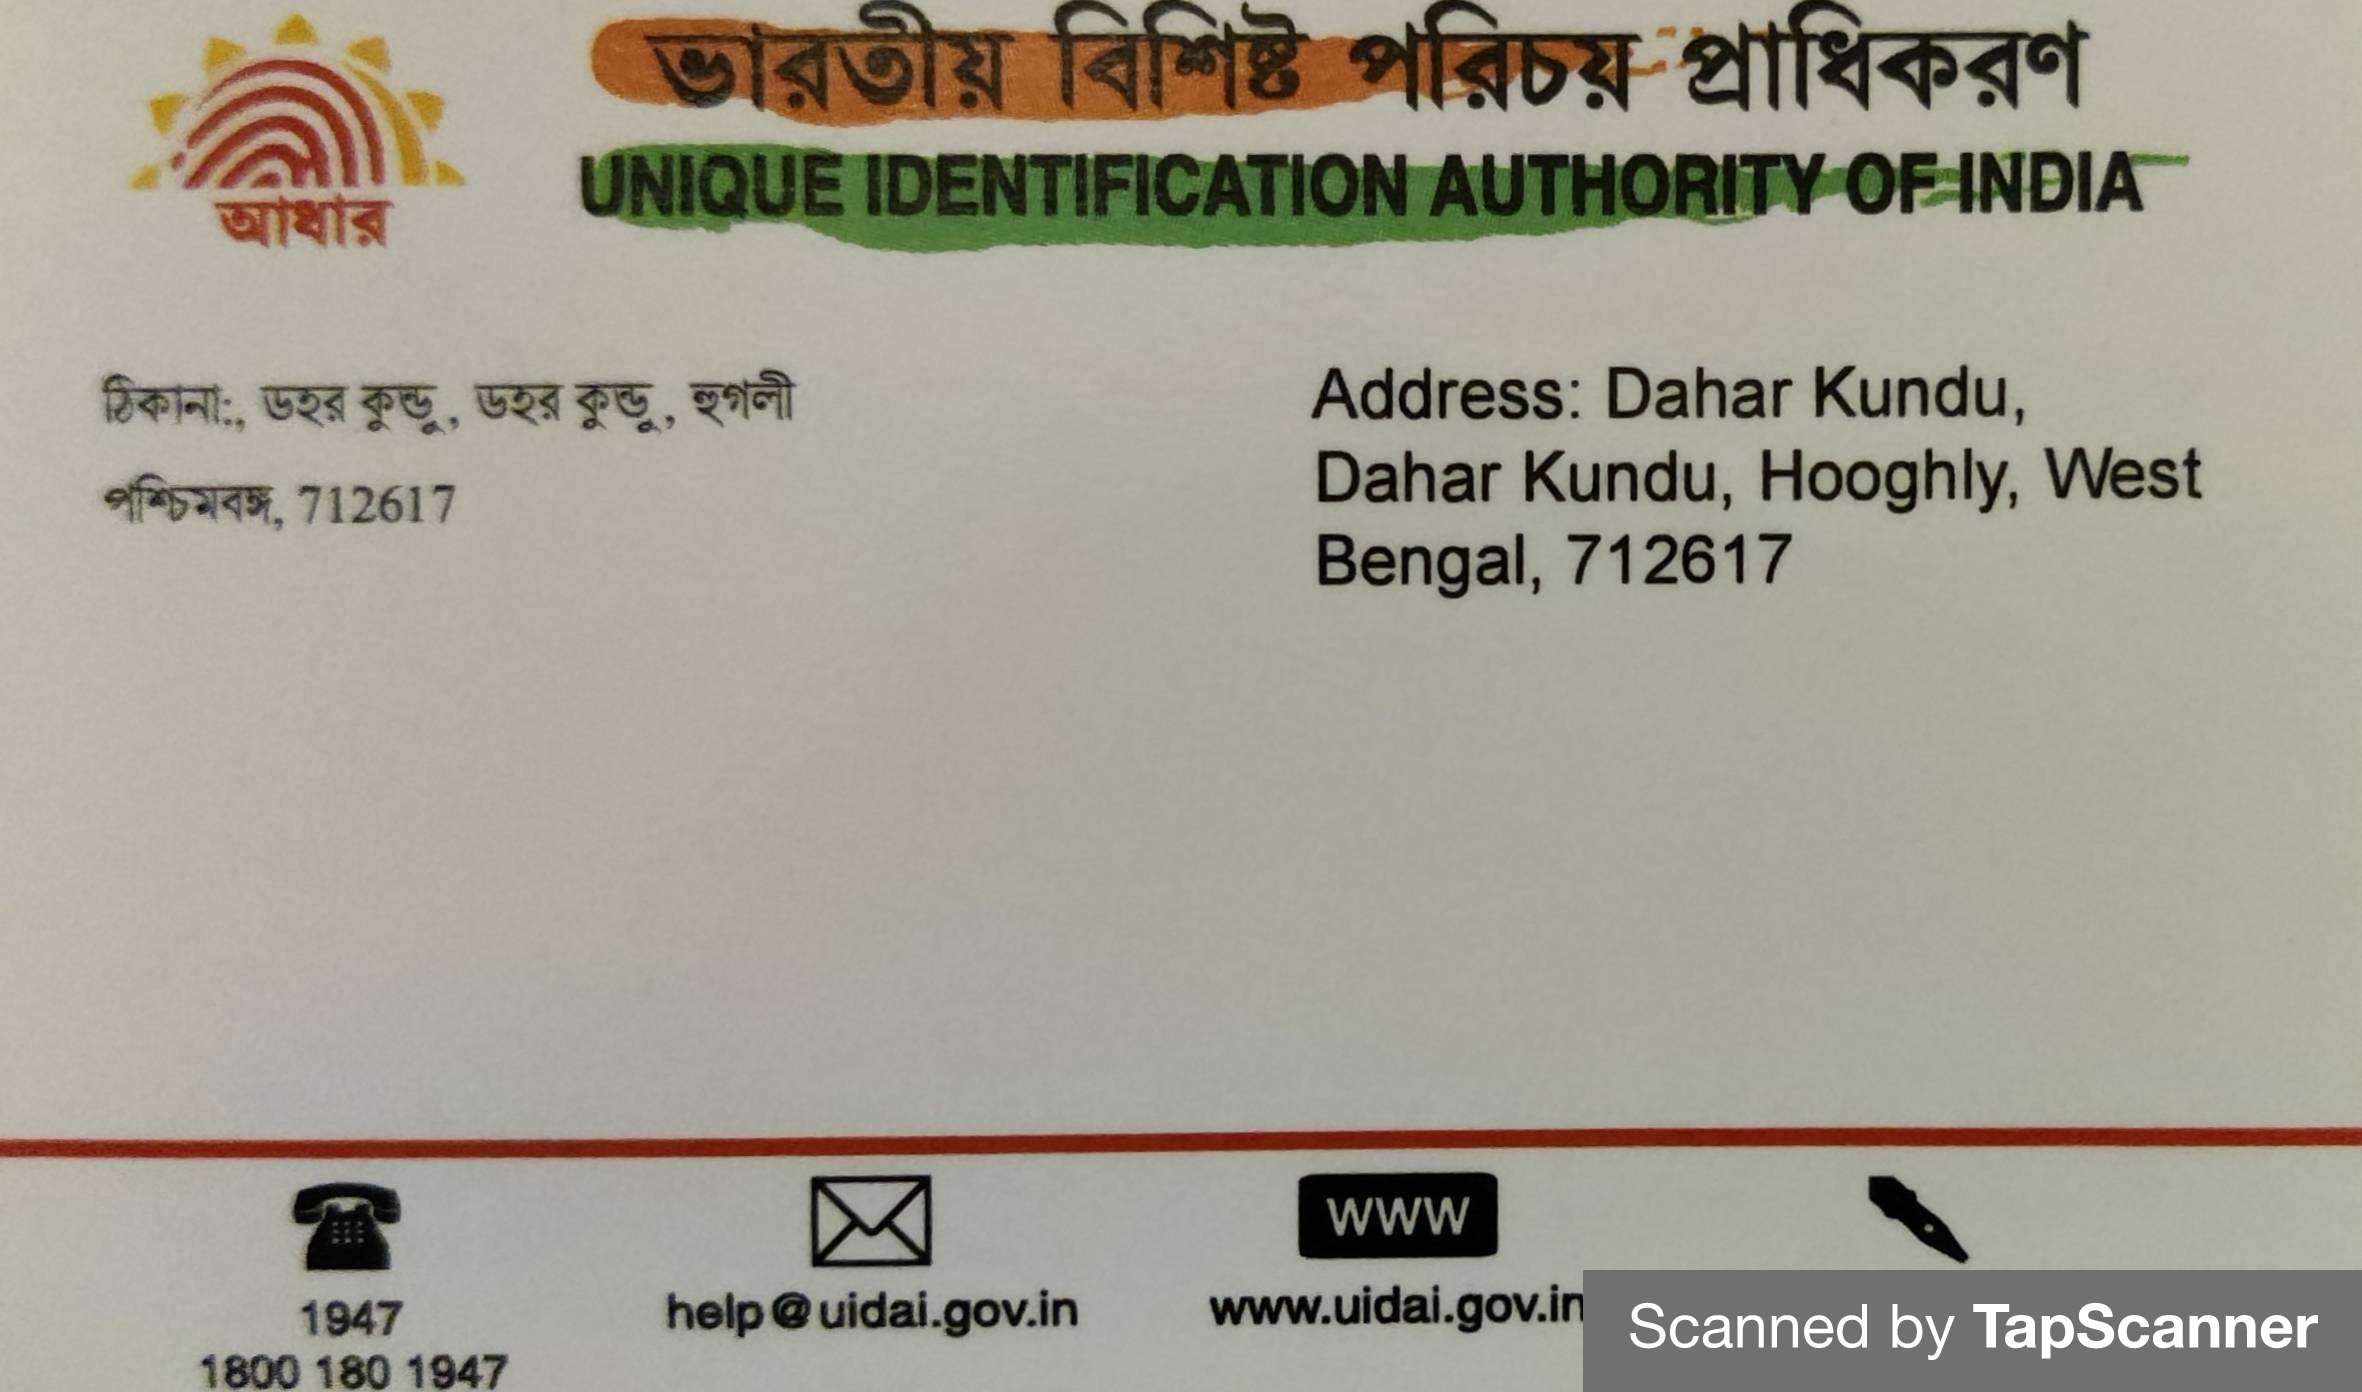 ভারতীয় বিশিষ্ট পরিচয় প্রাধিকরণ
আধার
UNIQUE IDENTIFICATION AUTHORITY OF INDIA
ঠিকানা:, ডহর কুন্ডু, ডহর কুন্ডু, হুগলী
পশ্চিমবঙ্গ, 712617
Address: Dahar Kundu,
Dahar Kundu, Hooghly, West
Bengal, 712617
WWW
1947
1800 180 1947
help@uidai.gov.in
www.uidai.gov.in
Scanned by TapScanner